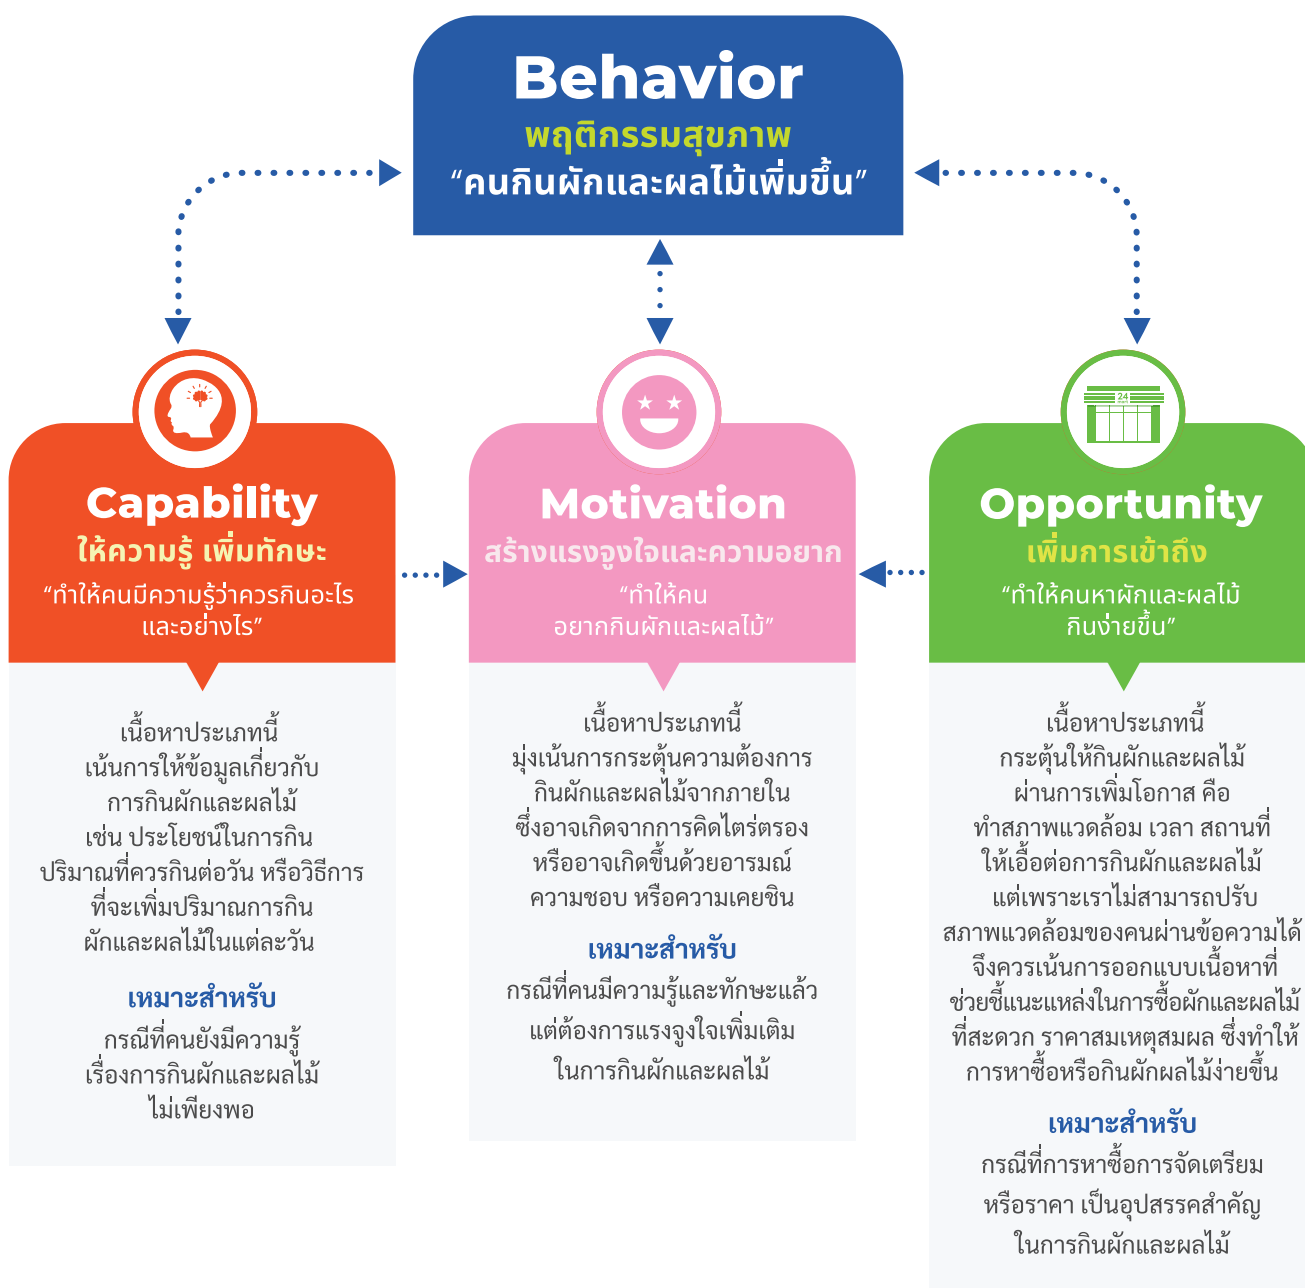 Behavior
พฤติกรรมสุขภาพ
“คนกินผักและผลไม้เพิ่มขึ้น”
Capability
ให้ความรู้ เพิ่มทักษะ
“ทำให้คนมีความรู้ว่าควรกินอะไร
และอย่างไร”
เนื้อหาประเภทนี้
เน้นการให้ข้อมูลเกี่ยวกับ
การกินผักและผลไม้
เช่น ประโยชน์ในการกิน
ปริมาณที่ควรกินต่อวัน หรือวิธีการ
ที่จะเพิ่มปริมาณการกิน
ผักและผลไม้ในแต่ละวัน
เหมาะสำหรับ
กรณีที่คนยังมีความรู้
เรื่องการกินผักและผลไม้
ไม่เพียงพอ
Motivation
สร้างแรงจูงใจและความอยาก
“ทำให้คน
อยากกินผักและผลไม้”
เนื้อหาประเภทนี้
มุ่งเน้นการกระตุ้นความต้องการ
กินผักและผลไม้จากภายใน
ซึ่งอาจเกิดจากการคิดไตร่ตรอง
หรืออาจเกิดขึ้นด้วยอารมณ์
ความชอบ หรือความเคยชิน
เหมาะสำหรับ
กรณีที่คนมีความรู้และทักษะแล้ว
แต่ต้องการแรงจูงใจเพิ่มเติม
ในการกินผักและผลไม้
24
Opportunity
เพิ่มการเข้าถึง
“ทำให้คนหาผักและผลไม้
กินง่ายขึ้น”
เนื้อหาประเภทนี้
กระตุ้นให้กินผักและผลไม้
ผ่านการเพิ่มโอกาส คือ
ทำสภาพแวดล้อม เวลา สถานที่
ให้เอื้อต่อการกินผักและผลไม้
แต่เพราะเราไม่สามารถปรับ
สภาพแวดล้อมของคนผ่านข้อความได้
จึงควรเน้นการออกแบบเนื้อหาที่
ช่วยชี้แนะแหล่งในการซื้อผักและผลไม้
ที่สะดวก ราคาสมเหตุสมผล ซึ่งทำให้
การหาซื้อหรือกินผักผลไม้ง่ายขึ้น
เหมาะสำหรับ
กรณีที่การหาซื้อการจัดเตรียม
หรือราคา เป็นอุปสรรคสำคัญ
ในการกินผักและผลไม้